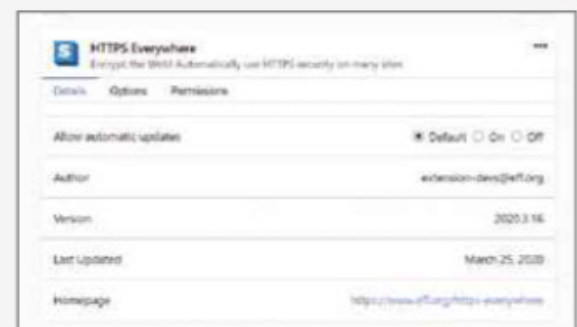 HTTPS Everywhere
Encrypt the Web! Automatically use HTTPS security on many sites
Details Options Permissions
Allow automatic updates Default On Off
Author extension-devs@eff.org
Version 2020.3.16
Last Updated March 25, 2020
Homepage https://www.eff.org/https-everywhere